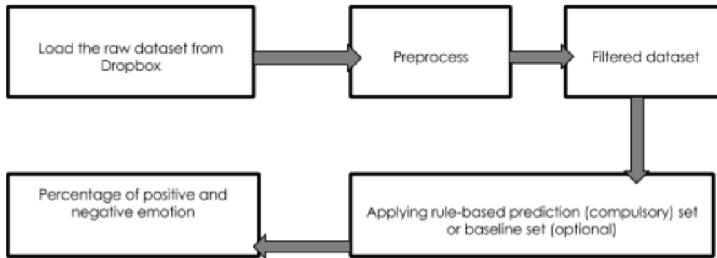 Load the raw dataset from
Dropbox
Preprocess
Filtered dataset
Applying rule-based prediction (compulsory) set
or baseline set (optional)
Percentage of positive and
negative emotion